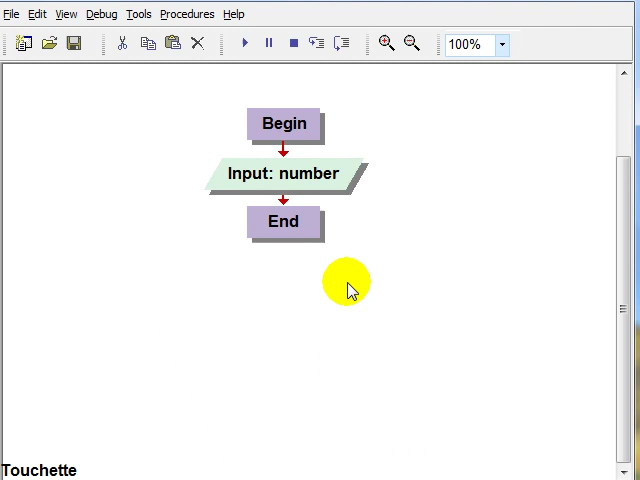 File Edit View Debug Tools Procedures Help
100%
Begin
Input: number
End
Touchette